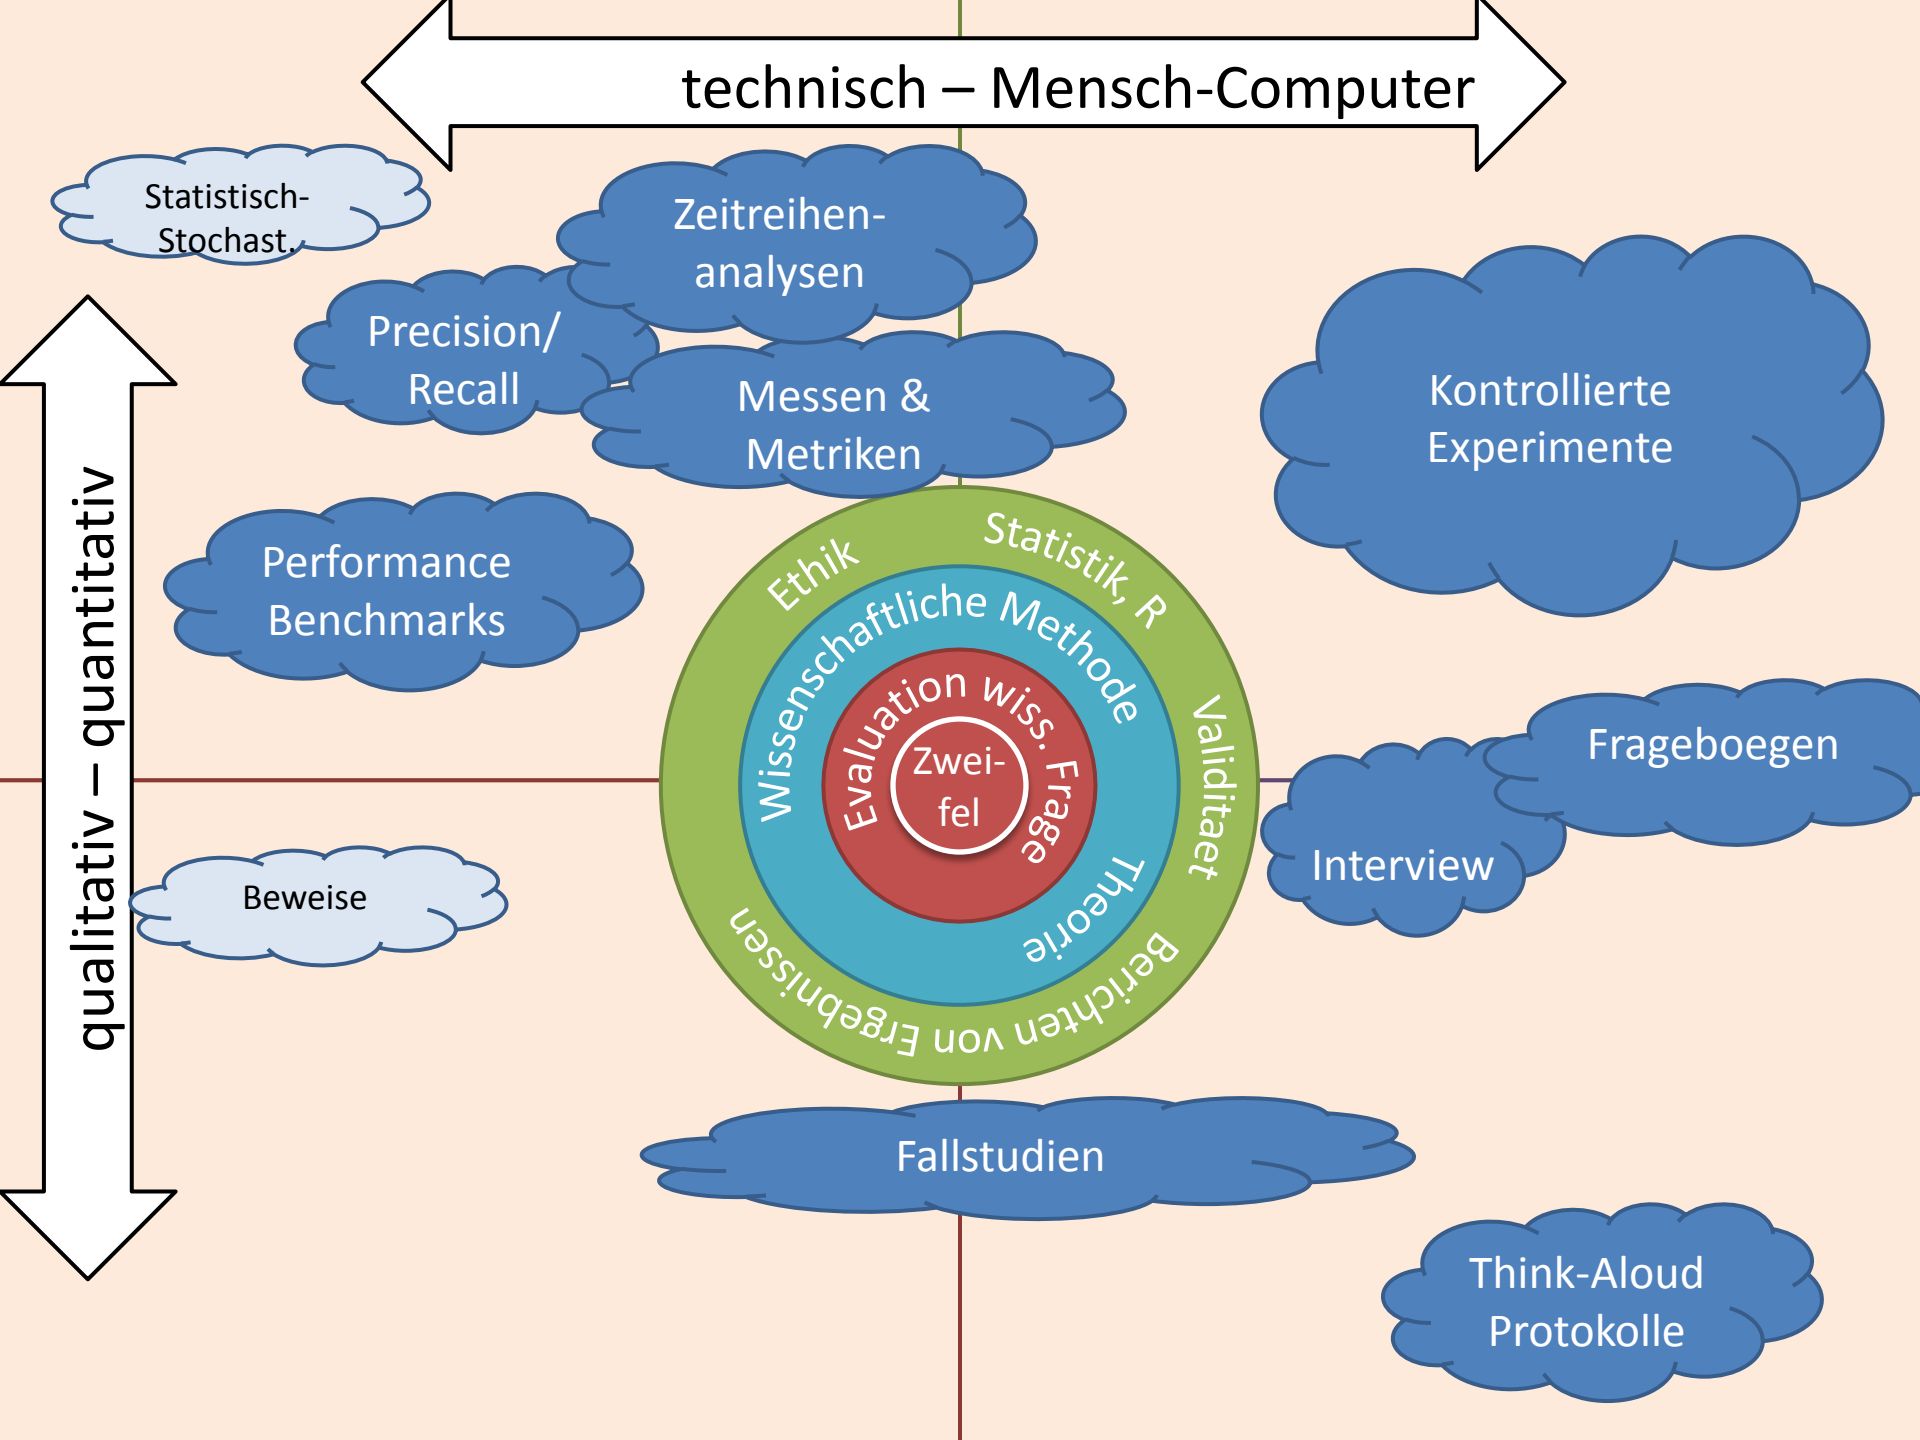 technisch – Mensch-Computer
Statistisch-
Stochast.
Zeitreihen-
analysen
Precision/
Recall
Messen &
Metriken
Kontrollierte
Experimente
qualitativ – quanutitativ
Performance
Benchmarks
Ethik
Statistik, R
Validitaet
Berichten von Ergebnissen
Wissenschaftliche Methode
Theorie
Evaluation wiss. Frage
Zwei-
fel
Frageboegen
Interview
Beweise
Fallstudien
Think-Aloud
Protokolle